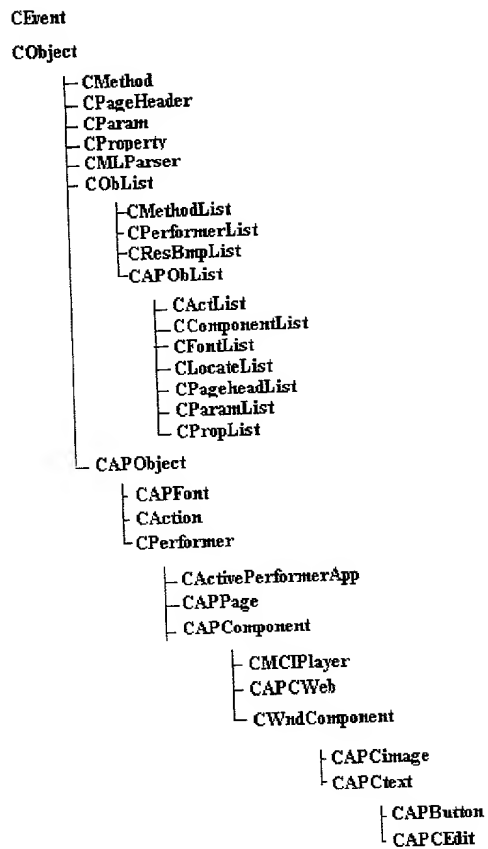 CEvent
CObject
CMethod
CPageHeader
CParam
CProperty
CMLParser
CObList
CMethodList
CPerformerList
CResBmpList
CAPObList
CActList
CComponentList
CFontList
CLocateList
CPageheadList
CParamList
CPropList
CAPObject
CAPFont
CAction
CPerformer
CActivePerformerApp
CAPPage
CAPComponent
CMCIPlayer
CAPCWeb
CWndComponent
CAPCimage
CAPCtext
CAPButton
CAPCEdit